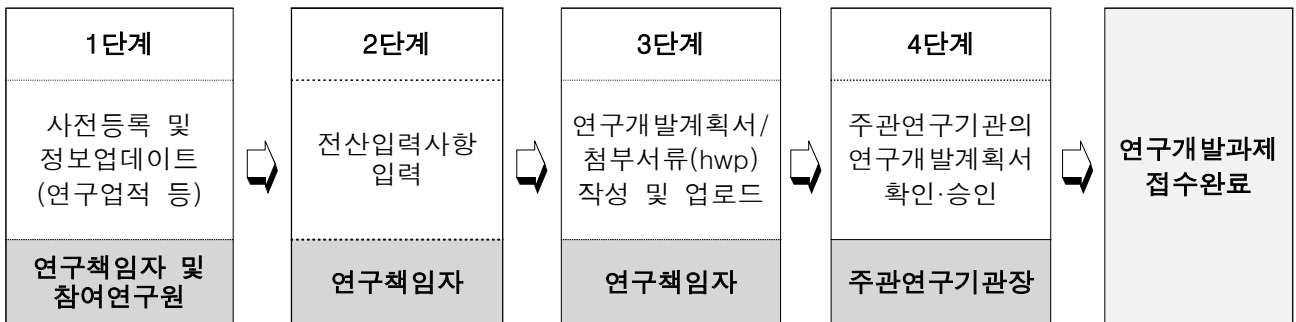 1단계
사전등록 및
정보업데이트
(연구업적 등)
연구책임자 및
참여연구원
2단계
전산입력사항
입력
연구책임자
3단계
연구개발계획서/
첨부서류(hwp)
작성 및 업로드
연구책임자
4단계
주관연구기관의
연구개발계획서
확인·승인
주관연구기관장
연구개발과제
접수완료